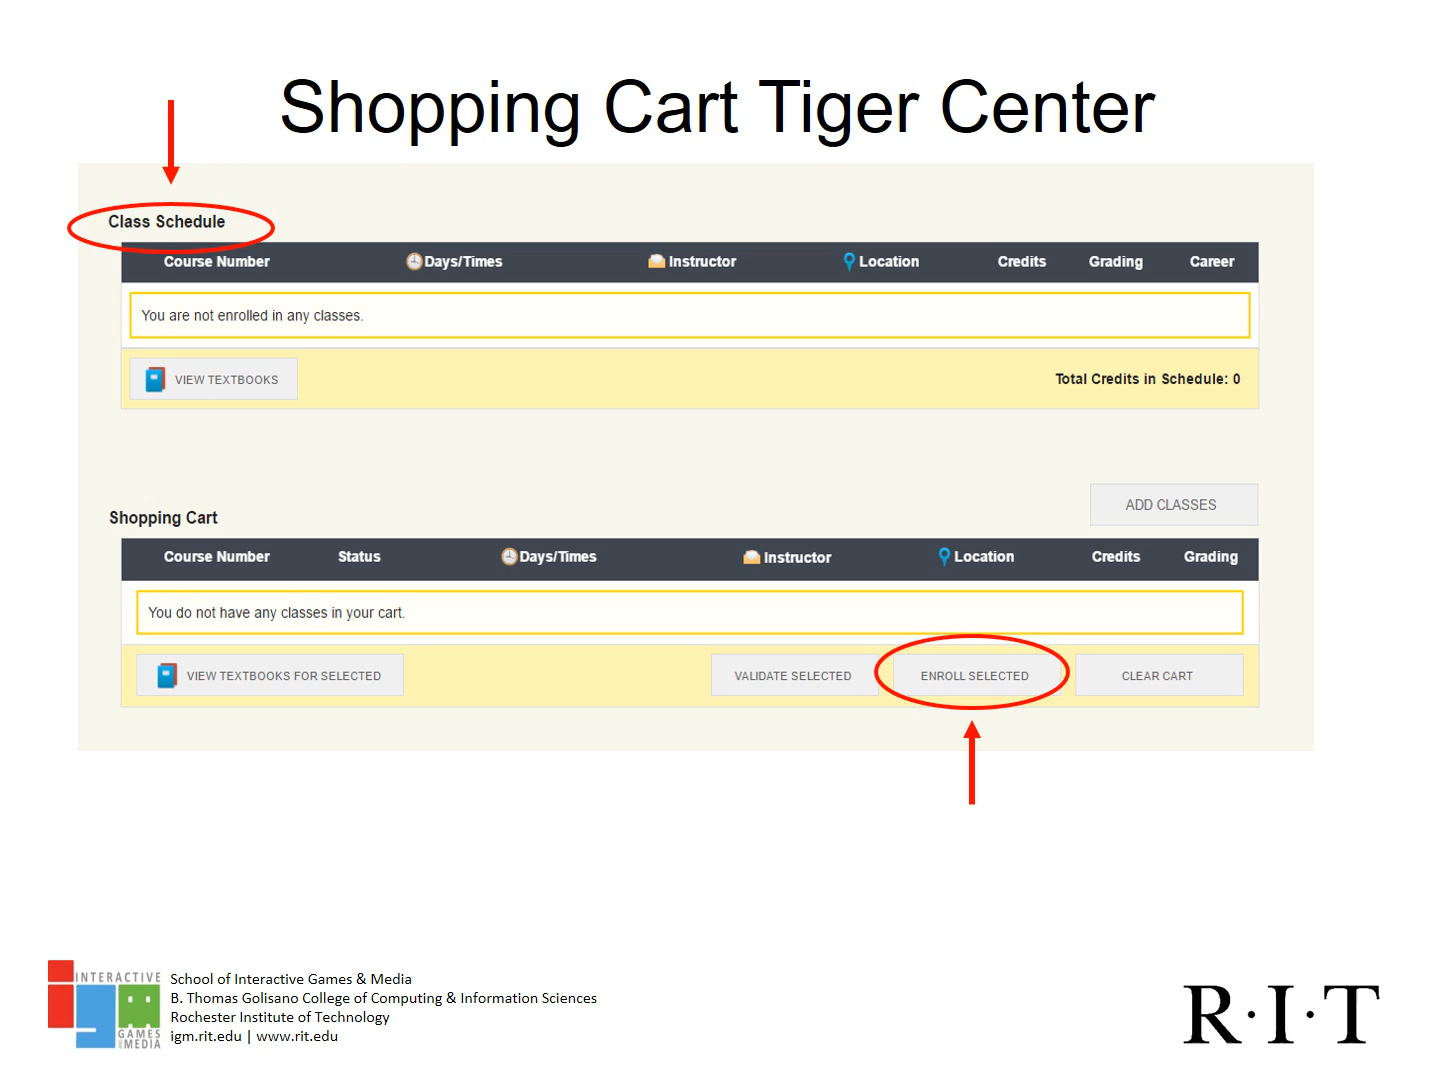 Shopping Cart Tiger Center
Class Schedule
Course Number Days/Times Instructor Location Credits Grading Career
You are not enrolled in any classes.
VIEW TEXTBOOKS Total Credits in Schedule: 0
ADD CLASSES
Shopping Cart
Course Number Status Days/Times Instructor Location Credits Grading
You do not have any classes in your cart.
VIEW TEXTBOOKS FOR SELECTED VALIDATE SELECTED ENROLL SELECTED CLEAR CART
INTERACTIVE
GAMES
& MEDIA
School of Interactive Games & Media
B. Thomas Golisano College of Computing & Information Sciences
Rochester Institute of Technology
igm.rit.edu | www.rit.edu
R·I·T